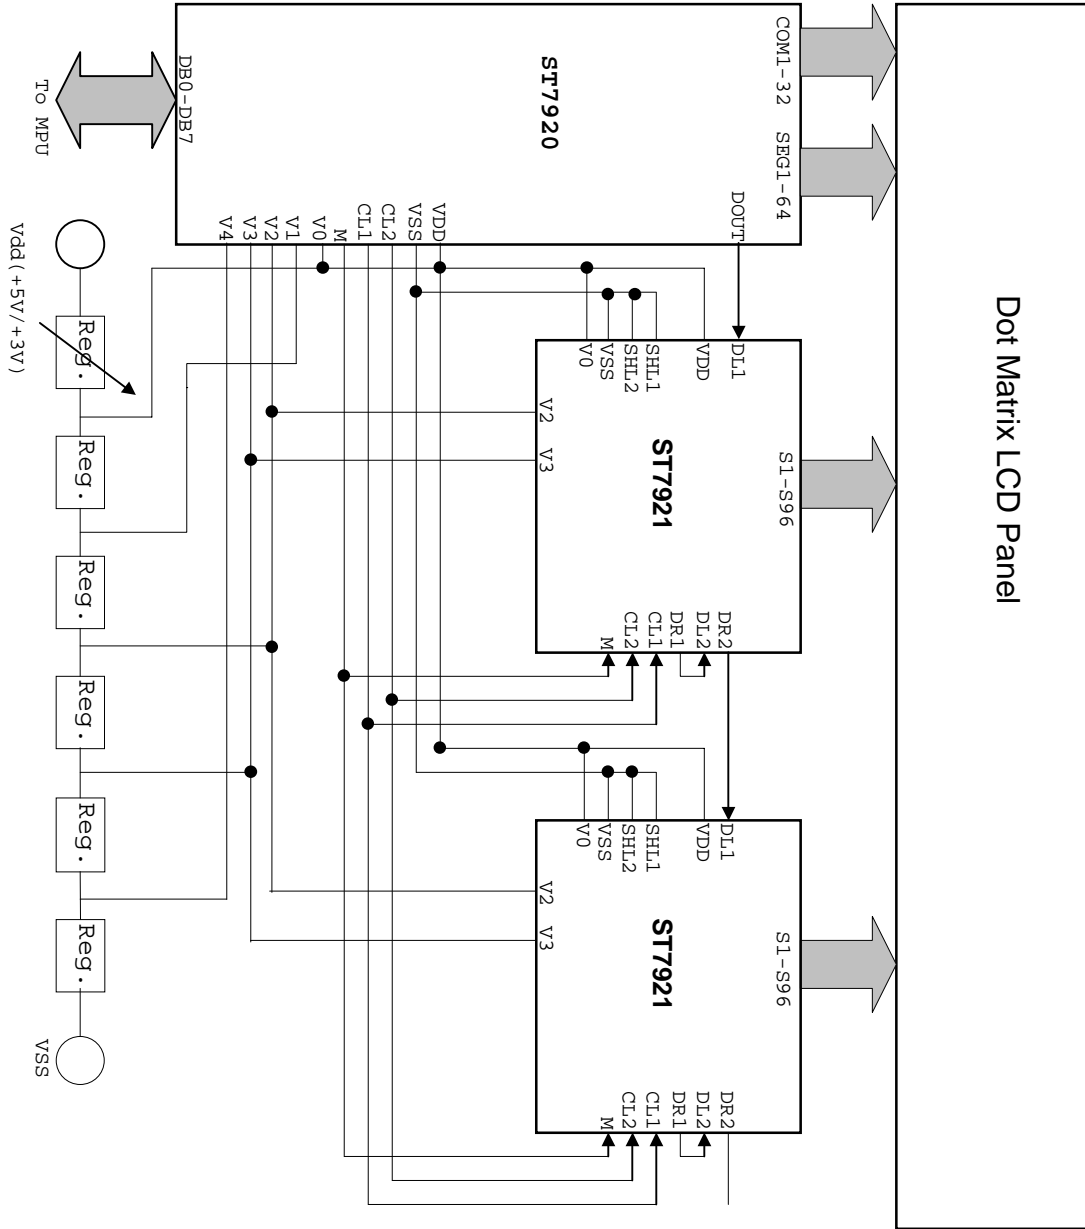 Dot Matrix LCD Panel
COM1-32
SEG1-64
ST7920
DB0-DB7
To MPU
DOUT
VDD
VSS
CL2
CL1
M
V0
V1
V2
V3
V4
S1-S96
ST7921
DL1
VDD
SHL1
SHL2
VSS
V0
V2
V3
DR2
DL2
DR1
CL1
CL2
M
S1-S96
ST7921
DL1
VDD
SHL1
SHL2
VSS
V0
V2
V3
DR2
DL2
DR1
CL1
CL2
M
Vdd(+5V/+3V)
Reg.
Reg.
Reg.
Reg.
Reg.
Reg.
VSS